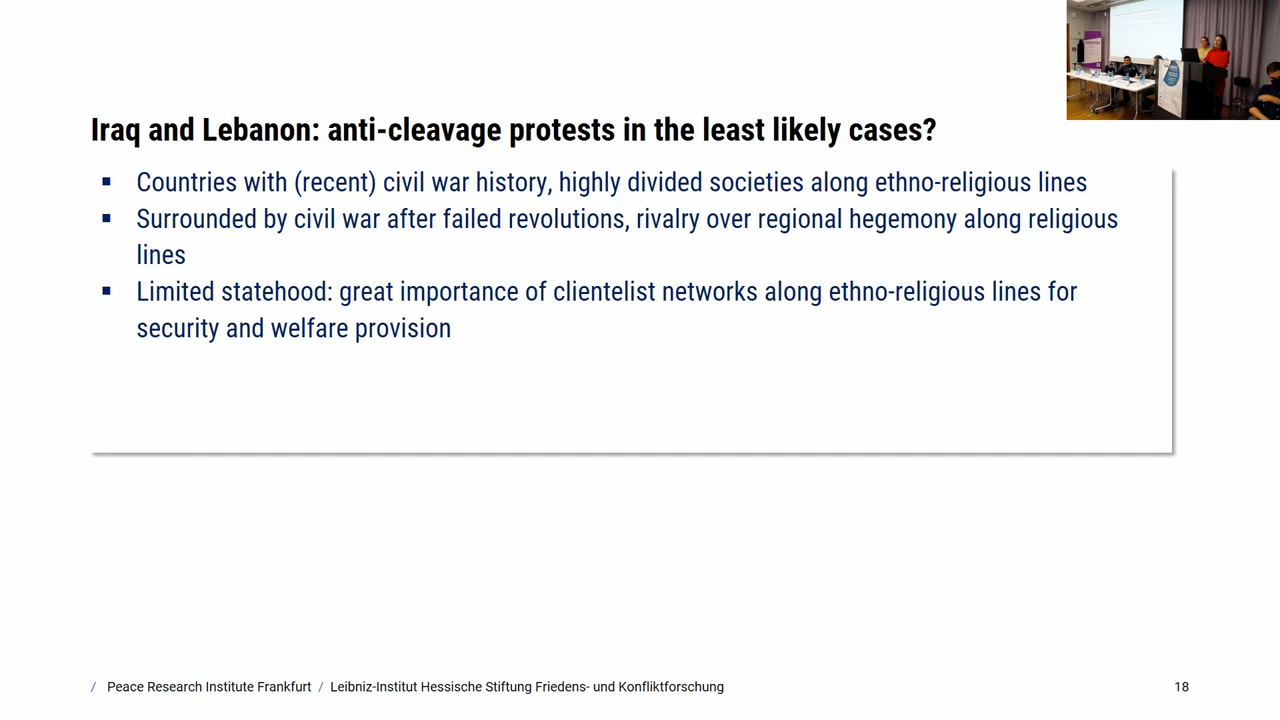 Iraq and Lebanon: anti-cleavage protests in the least likely cases?
▪ Countries with (recent) civil war history, highly divided societies along ethno-religious lines
▪ Surrounded by civil war after failed revolutions, rivalry over regional hegemony along religious
lines
▪ Limited statehood: great importance of clientelist networks along ethno-religious lines for
security and welfare provision
/ Peace Research Institute Frankfurt / Leibniz-Institut Hessische Stiftung Friedens- und Konfliktforschung
18